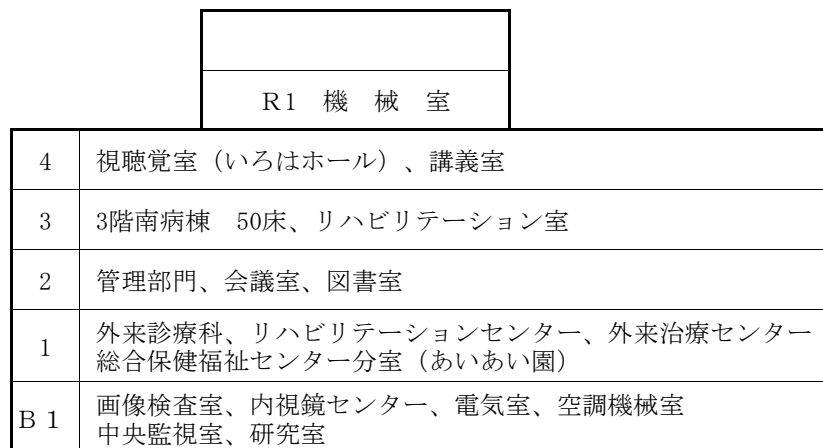 R1 機 械 室
4 視聴覚室（いろはホール）、講義室
3 3階南病棟 50床、リハビリテーション室
2 管理部門、会議室、図書室
1 外来診療科、リハビリテーションセンター、外来治療センター
総合保健福祉センター分室（あいあい園）
B1 画像検査室、内視鏡センター、電気室、空調機械室
中央監視室、研究室